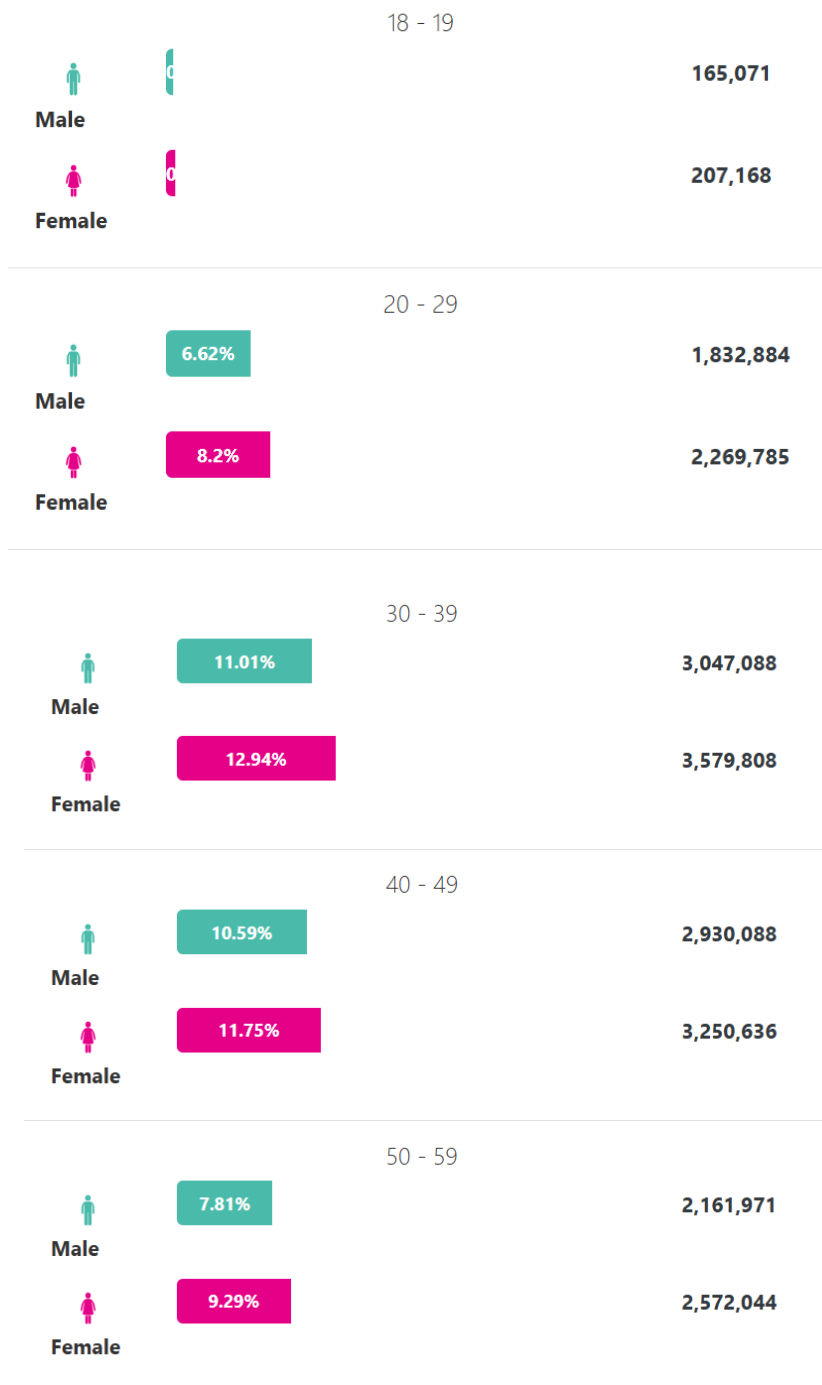 18 - 19
0 165,071
Male
0 207,168
Female
20 - 29
6.62% 1,832,884
Male
8.2% 2,269,785
Female
30 - 39
11.01% 3,047,088
Male
12.94% 3,579,808
Female
40 - 49
10.59% 2,930,088
Male
11.75% 3,250,636
Female
50 - 59
7.81% 2,161,971
Male
9.29% 2,572,044
Female